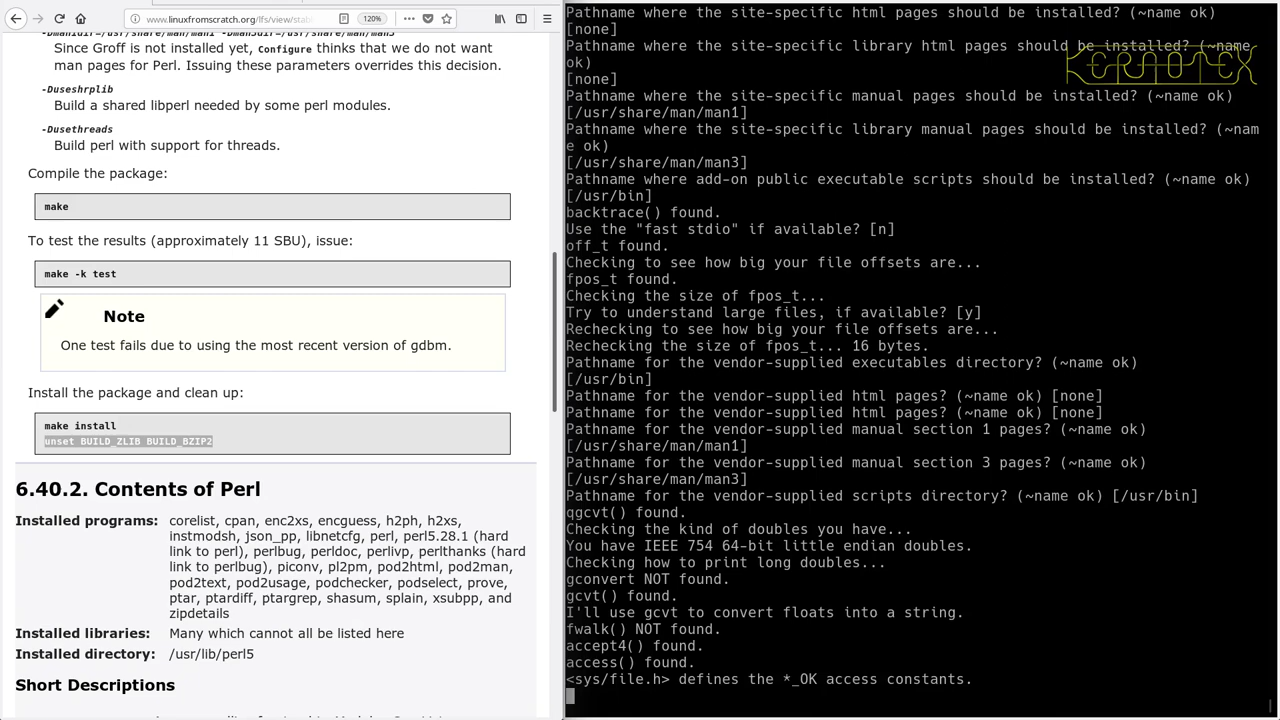 www.linuxfromscratch.org/lfs/view/stab
120%
-Dman1dir=/usr/share/man/man1 -Dman3dir=/usr/share/man/man3
Since Groff is not installed yet, Configure thinks that we do not want
man pages for Perl. Issuing these parameters overrides this decision.
-Duseshrplib
Build a shared libperl needed by some perl modules.
-Dusethreads
Build perl with support for threads.
Compile the package:
make
To test the results (approximately 11 SBU), issue:
make -k test
Note
One test fails due to using the most recent version of gdbm.
Install the package and clean up:
make install
unset BUILD_ZLIB BUILD_BZIP2
6.40.2. Contents of Perl
Installed programs: corelist, cpan, enc2xs, encguess, h2ph, h2xs,
instmodsh, json_pp, libnetcfg, perl, perl5.28.1 (hard
link to perl), perlbug, perldoc, perlivp, perlthanks (hard
link to perlbug), piconv, pl2pm, pod2html, pod2man,
pod2text, pod2usage, podchecker, podselect, prove,
ptar, ptardiff, ptargrep, shasum, splain, xsubpp, and
zipdetails
Installed libraries: Many which cannot all be listed here
Installed directory: /usr/lib/perl5
Short Descriptions
Pathname where the site-specific html pages should be installed? (~name ok)
[none]
Pathname where the site-specific library html pages should be installed? (~name
ok)
[none]
Pathname where the site-specific manual pages should be installed? (~name ok)
[/usr/share/man/man1]
Pathname where the site-specific library manual pages should be installed? (~nam
e ok)
[/usr/share/man/man3]
Pathname where add-on public executable scripts should be installed? (~name ok)
[/usr/bin]
backtrace() found.
Use the "fast stdio" if available? [n]
off_t found.
Checking to see how big your file offsets are...
fpos_t found.
Checking the size of fpos_t...
Try to understand large files, if available? [y]
Rechecking to see how big your file offsets are...
Rechecking the size of fpos_t... 16 bytes.
Pathname for the vendor-supplied executables directory? (~name ok)
[/usr/bin]
Pathname for the vendor-supplied html pages? (~name ok) [none]
Pathname for the vendor-supplied html pages? (~name ok) [none]
Pathname for the vendor-supplied manual section 1 pages? (~name ok)
[/usr/share/man/man1]
Pathname for the vendor-supplied manual section 3 pages? (~name ok)
[/usr/share/man/man3]
Pathname for the vendor-supplied scripts directory? (~name ok) [/usr/bin]
qgcvt() found.
Checking the kind of doubles you have...
You have IEEE 754 64-bit little endian doubles.
Checking how to print long doubles...
gconvert NOT found.
gcvt() found.
I'll use gcvt to convert floats into a string.
fwalk() NOT found.
accept4() found.
access() found.
<sys/file.h> defines the *_OK access constants.
KERNOTEX